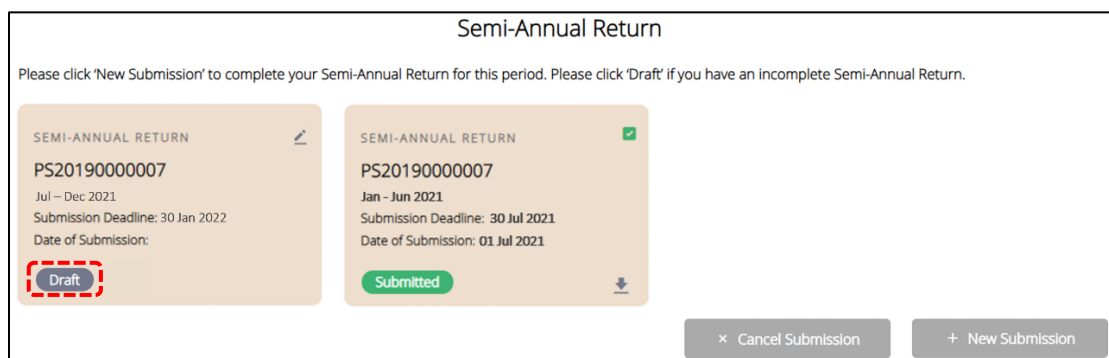 Semi-Annual Return
Please click ‘New Submission’ to complete your Semi-Annual Return for this period. Please click ‘Draft’ if you have an incomplete Semi-Annual Return.
SEMI-ANNUAL RETURN
PS20190000007
Jul – Dec 2021
Submission Deadline: 30 Jan 2022
Date of Submission:
Draft
SEMI-ANNUAL RETURN
PS20190000007
Jan - Jun 2021
Submission Deadline: 30 Jul 2021
Date of Submission: 01 Jul 2021
Submitted
× Cancel Submission
+ New Submission